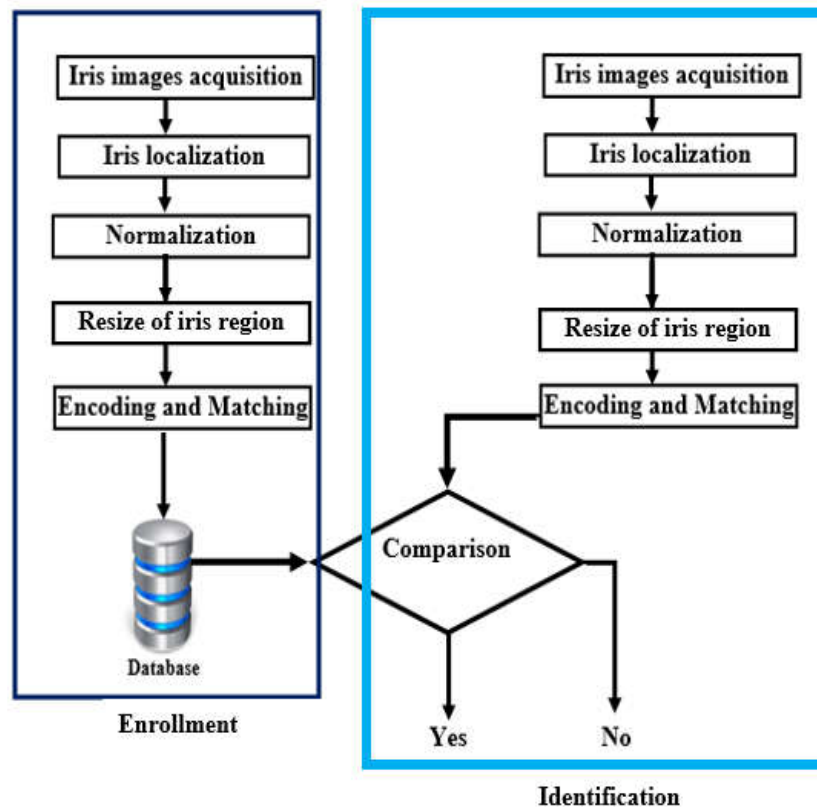 Iris images acquisition
Iris localization
Normalization
Resize of iris region
Encoding and Matching
Database
Enrollment
Iris images acquisition
Iris localization
Normalization
Resize of iris region
Encoding and Matching
Comparison
Yes
No
Identification